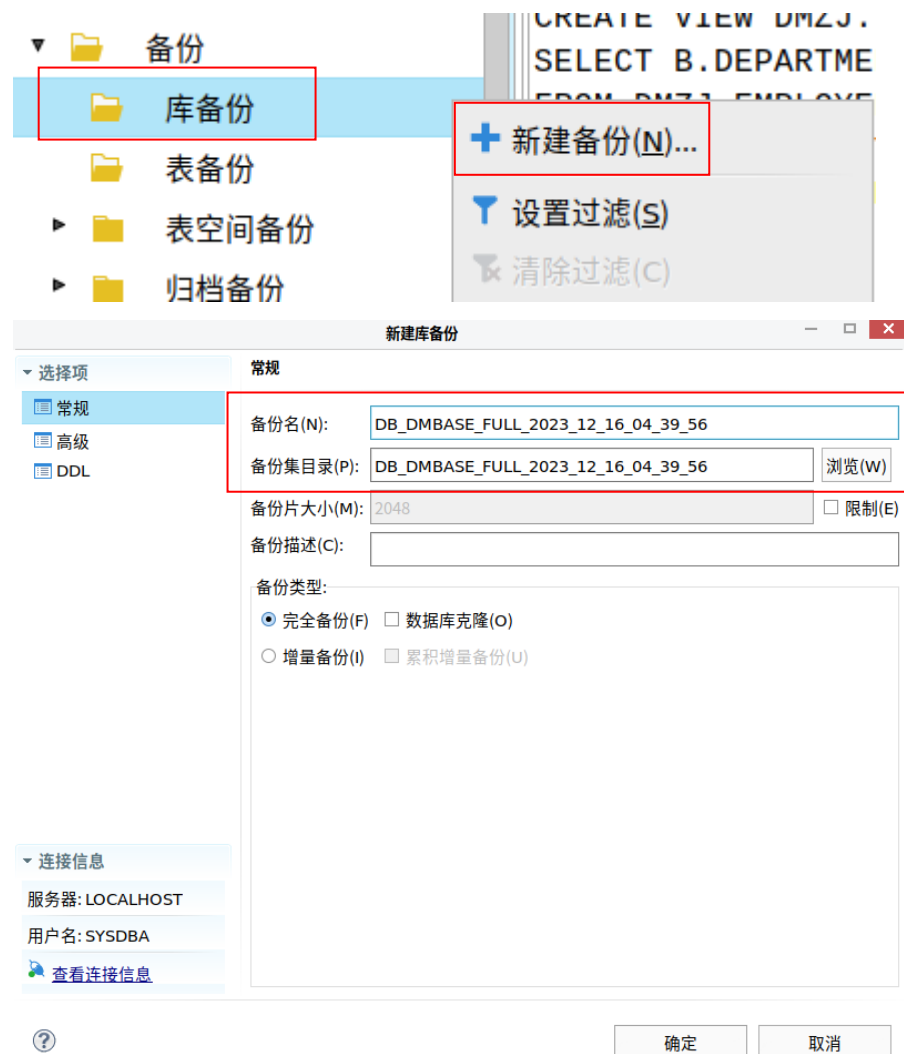 备份
库备份
表备份
表空间备份
归档备份
CREATE VIEW DMZJ.
SELECT B.DEPARTME
FROM DMZJ.EMPLOYE
新建备份(N)...
设置过滤(S)
清除过滤(C)
新建库备份
选择项
常规
高级
DDL
常规
备份名(N): DB_DMBASE_FULL_2023_12_16_04_39_56
备份集目录(P): DB_DMBASE_FULL_2023_12_16_04_39_56 浏览(W)
备份片大小(M): 2048 限制(E)
备份描述(C):
备份类型:
完全备份(F) 数据库克隆(O)
增量备份(I) 累积增量备份(U)
连接信息
服务器: LOCALHOST
用户名: SYSDBA
查看连接信息
确定 取消